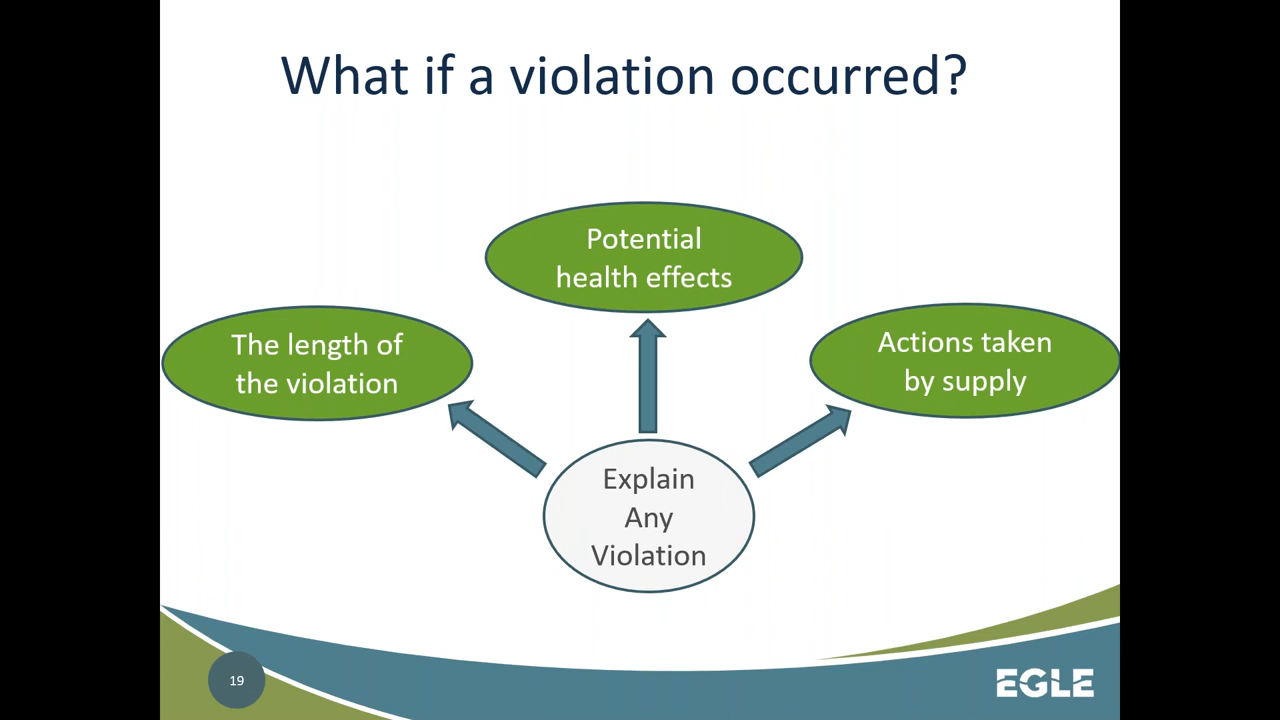 What if a violation occurred?
Potential
health effects
The length of
the violation
Actions taken
by supply
Explain
Any
Violation
19
EGLE